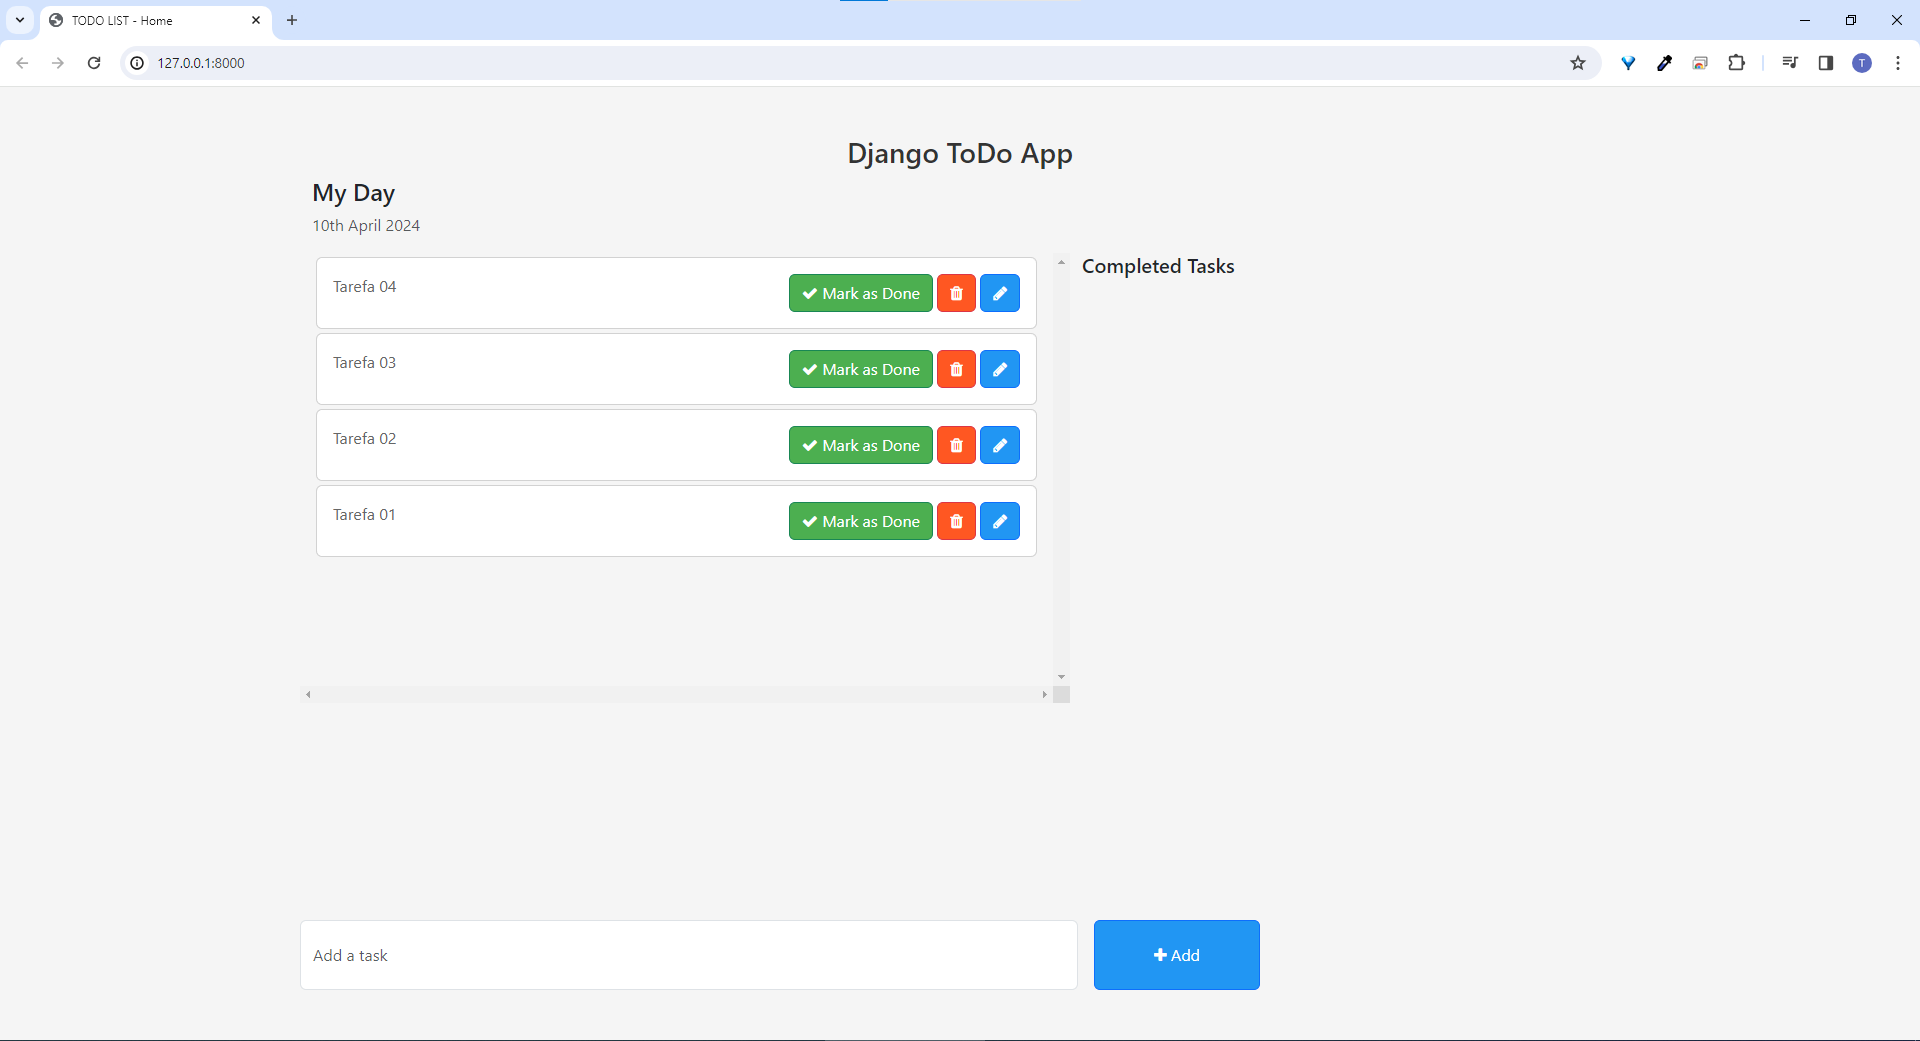 TODO LIST - Home
127.0.0.1:8000
T
Django ToDo App
My Day
10th April 2024
Tarefa 04
Mark as Done
Completed Tasks
Tarefa 03
Mark as Done
Tarefa 02
Mark as Done
Tarefa 01
Mark as Done
Add a task
Add